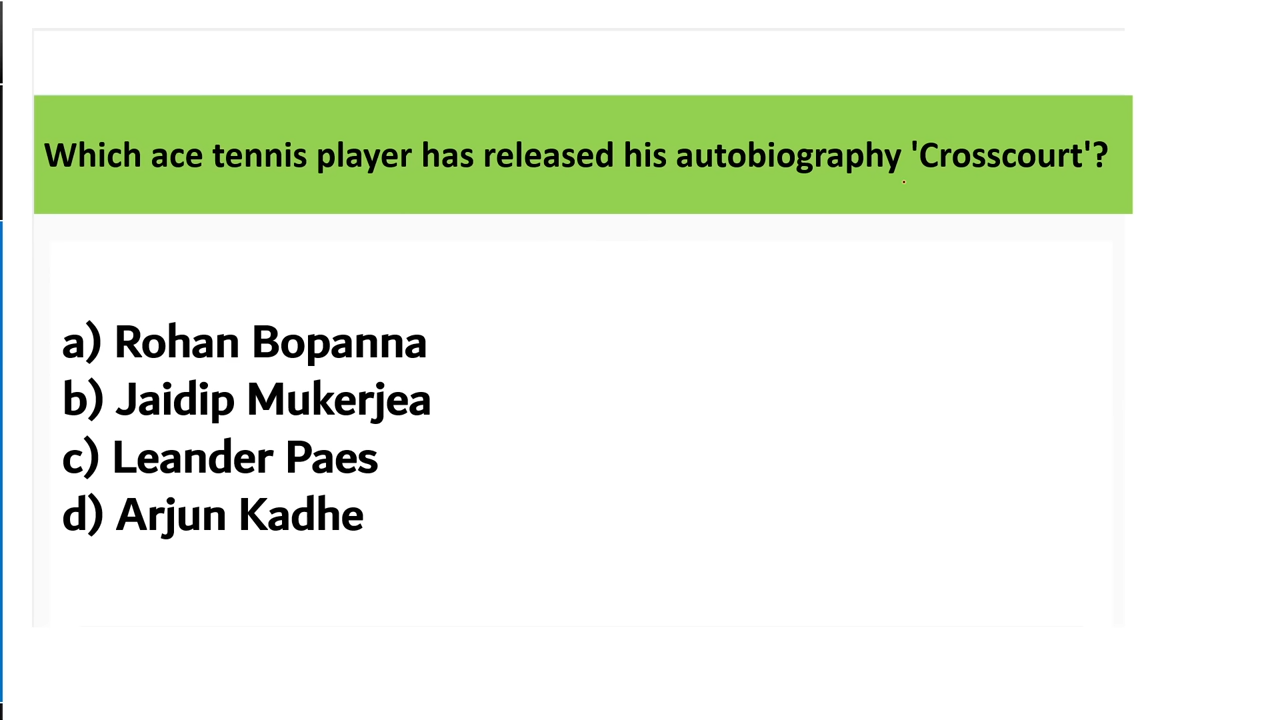 Which ace tennis player has released his autobiography 'Crosscourt'?
a) Rohan Bopanna
b) Jaidip Mukerjea
c) Leander Paes
d) Arjun Kadhe